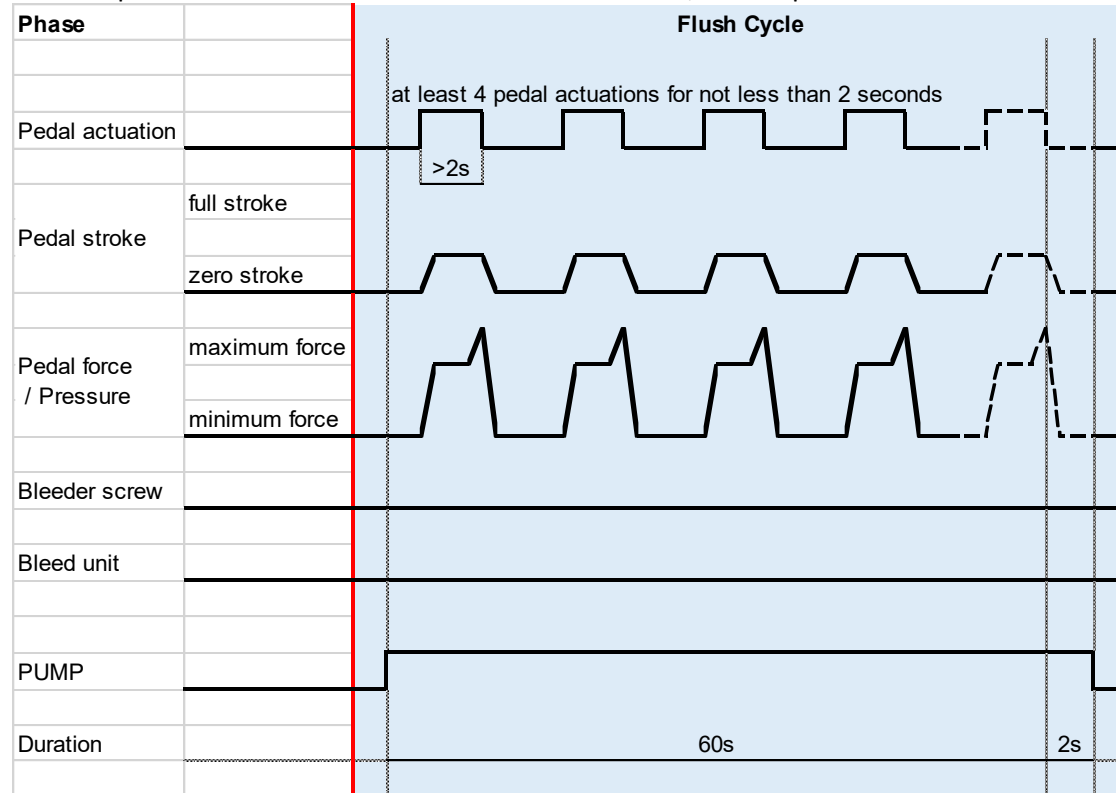 Phase
Flush Cycle
at least 4 pedal actuations for not less than 2 seconds
Pedal actuation
>2s
full stroke
Pedal stroke
zero stroke
maximum force
Pedal force
/ Pressure
minimum force
Bleeder screw
Bleed unit
PUMP
Duration
60s
2s